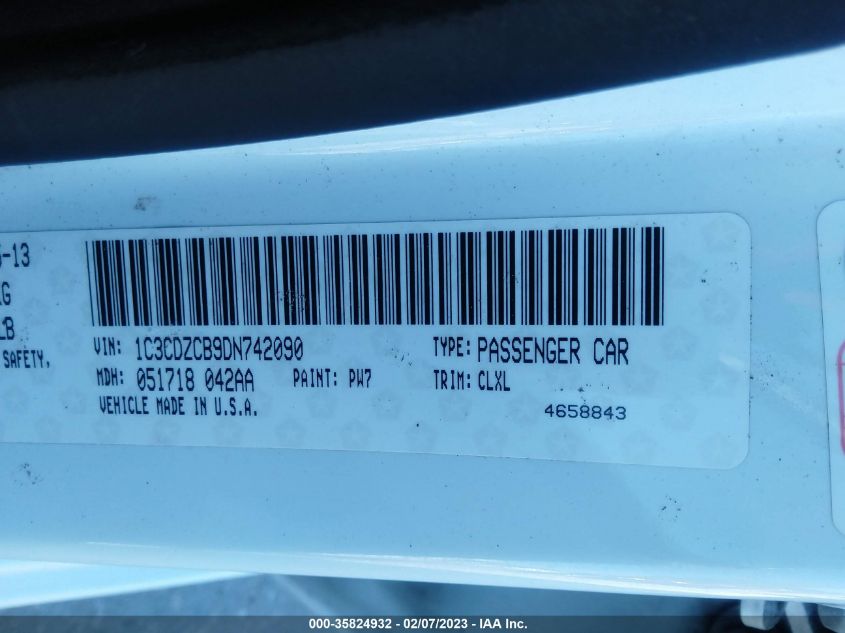 -13
G
LB
SAFETY.
VIN: 1C3CDZCB9DN742090 TYPE: PASSENGER CAR
MDH: 051718 042AA PAINT: PW7 TRIM: CLXL
VEHICLE MADE IN U.S.A. 4658843
000-35824932 - 02/07/2023 - IAA Inc.